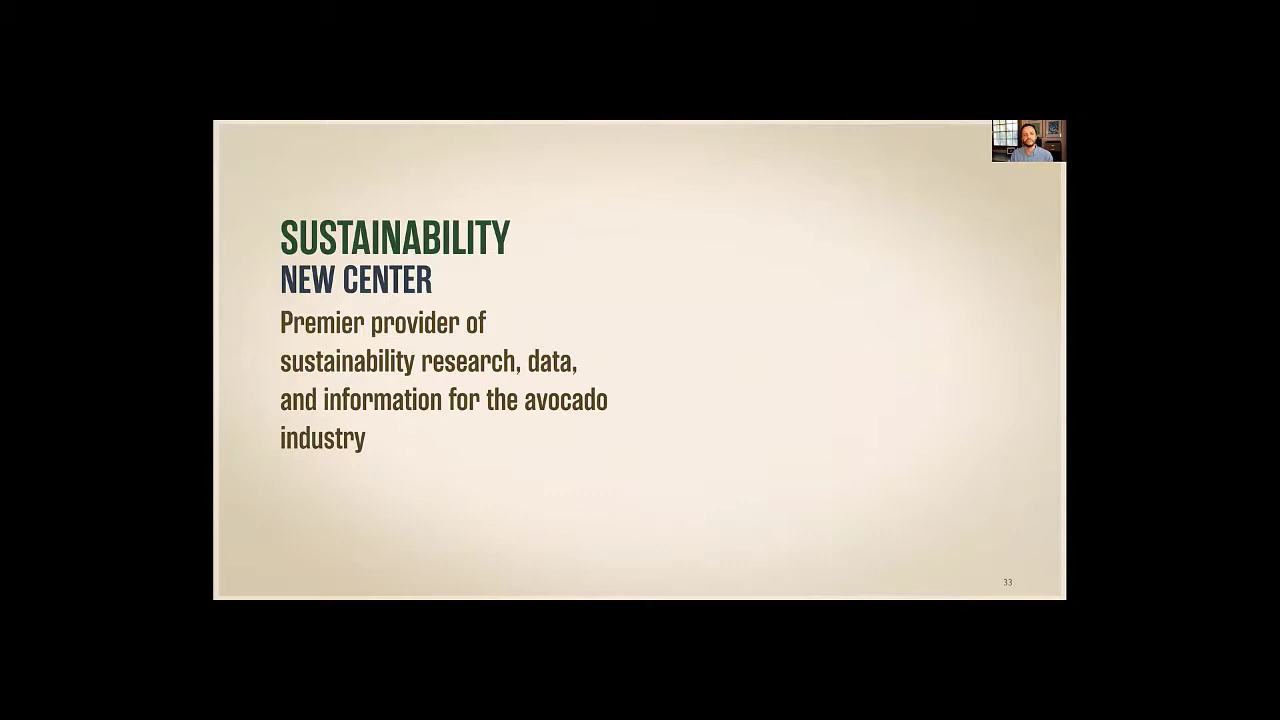 SUSTAINABILITY
NEW CENTER
Premier provider of
sustainability research, data,
and information for the avocado
industry
33